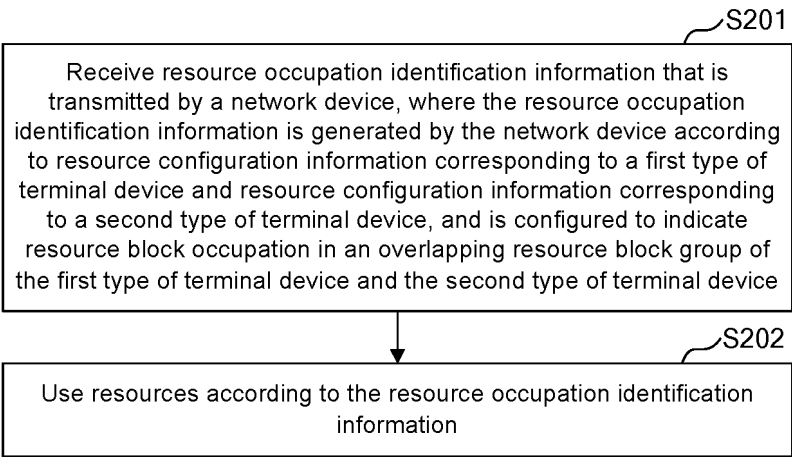 S201
Receive resource occupation identification information that is
transmitted by a network device, where the resource occupation
identification information is generated by the network device according
to resource configuration information corresponding to a first type of
terminal device and resource configuration information corresponding
to a second type of terminal device, and is configured to indicate
resource block occupation in an overlapping resource block group of
the first type of terminal device and the second type of terminal device
S202
Use resources according to the resource occupation identification
information